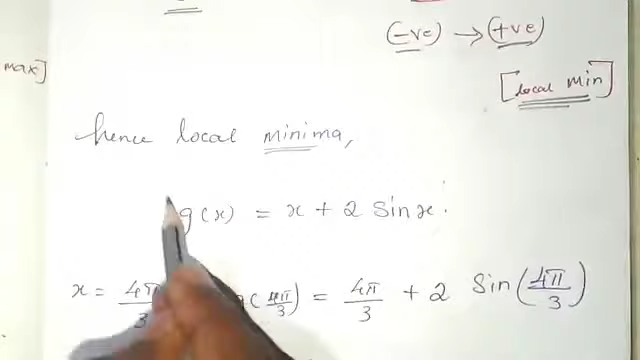 (-ve) → (+ve)
max]
[local min]
hence local minima,
g(x) = x + 2 sinx
x = 4π/3 (4π/3) = 4π/3 + 2 sin(4π/3)